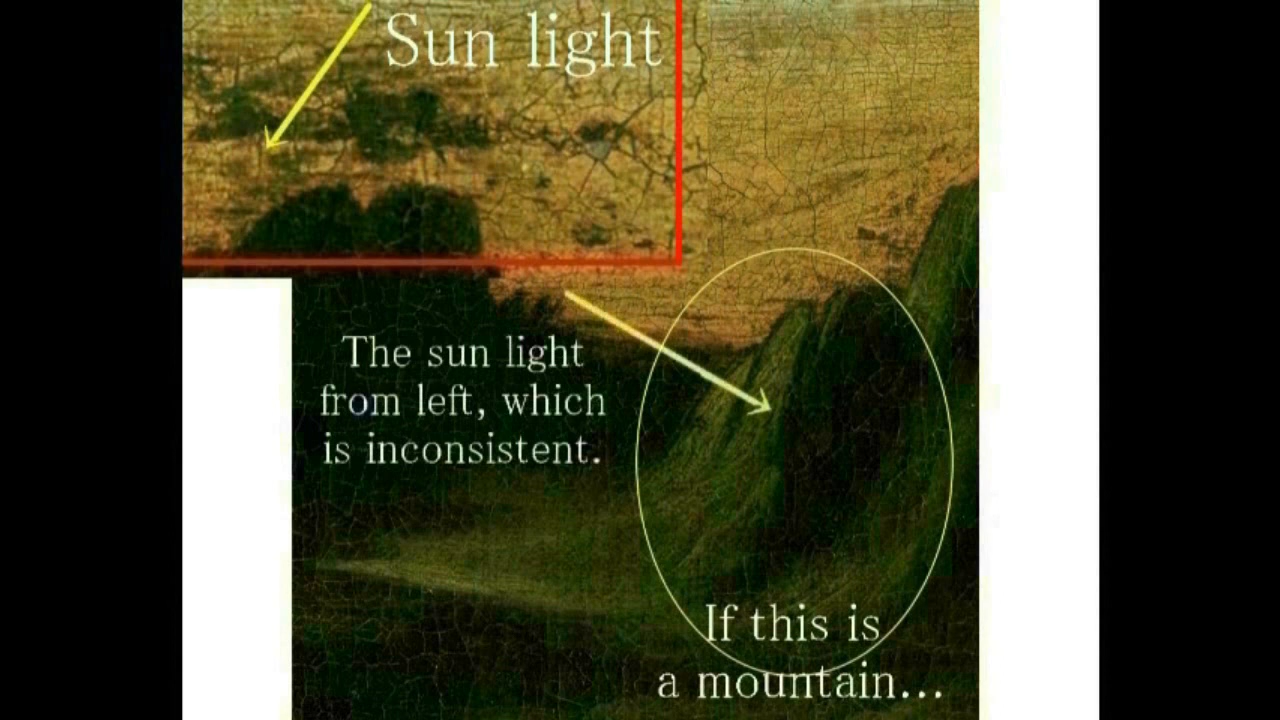 Sun light
The sun light
from left, which
is inconsistent.
If this is
a mountain...